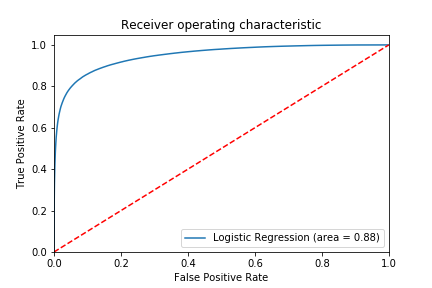 Receiver operating characteristic
1.0
0.8
0.6
0.4
0.2
0.0
True Positive Rate
Logistic Regression (area = 0.88)
0.0 0.2 0.4 0.6 0.8 1.0
False Positive Rate